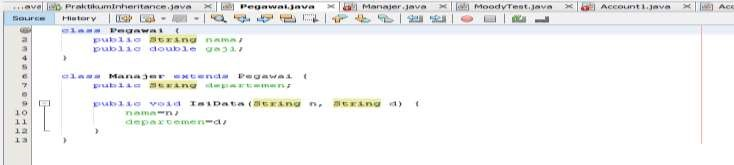 ...ava PraktikumInheritance.java Pegawai.java Manajer.java MoodyTest.java Account1.java Acc
Source History
1 class Pegawai {
2 public String nama;
3 public double gaji;
4 }
5
6 class Manajer extends Pegawai {
7 public String departemen;
8
9 public void IsiData(String n, String d) {
10 nama=n;
11 departemen=d;
12 }
13 }